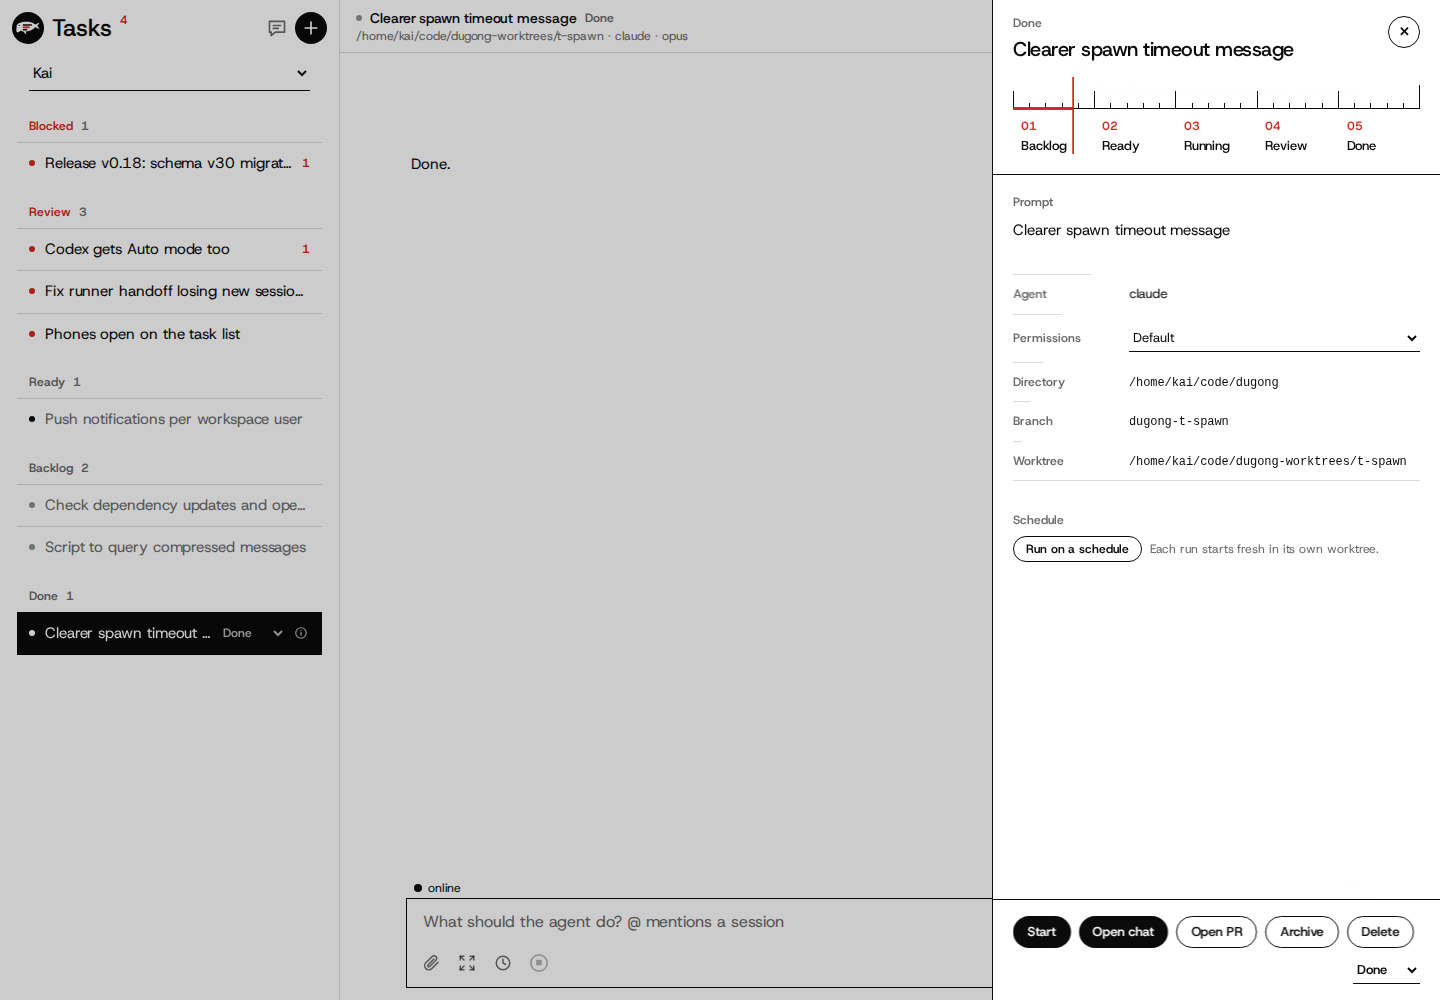 Tasks 4
Kai
Blocked 1
Release v0.18: schema v30 migrat... 1
Review 3
Codex gets Auto mode too 1
Fix runner handoff losing new sessio...
Phones open on the task list
Ready 1
Push notifications per workspace user
Backlog 2
Check dependency updates and ope...
Script to query compressed messages
Done 1
Clearer spawn timeout ... Done
Clearer spawn timeout message Done
/home/kai/code/dugong-worktrees/t-spawn · claude · opus
Done.
online
What should the agent do? @ mentions a session
Done
Clearer spawn timeout message
01 02 03 04 05
Backlog Ready Running Review Done
Prompt
Clearer spawn timeout message
Agent claude
Permissions Default
Directory /home/kai/code/dugong
Branch dugong-t-spawn
Worktree /home/kai/code/dugong-worktrees/t-spawn
Schedule
Run on a schedule Each run starts fresh in its own worktree.
Start Open chat Open PR Archive Delete
Done